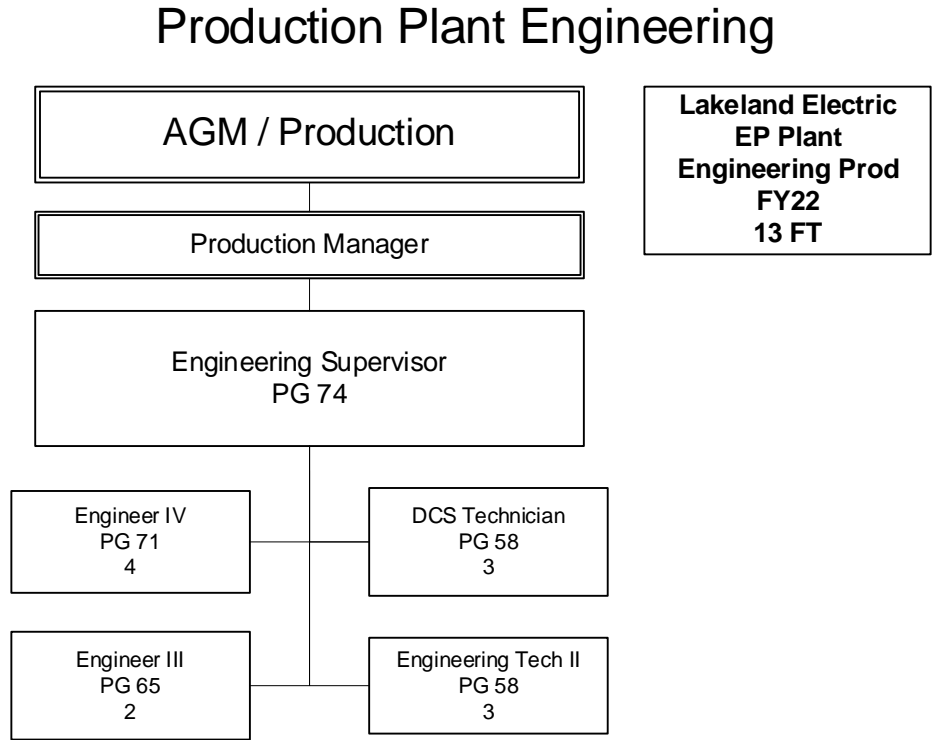 Production Plant Engineering
AGM / Production
Lakeland Electric
EP Plant
Engineering Prod
FY22
13 FT
Production Manager
Engineering Supervisor
PG 74
Engineer IV
PG 71
4
DCS Technician
PG 58
3
Engineer III
PG 65
2
Engineering Tech II
PG 58
3